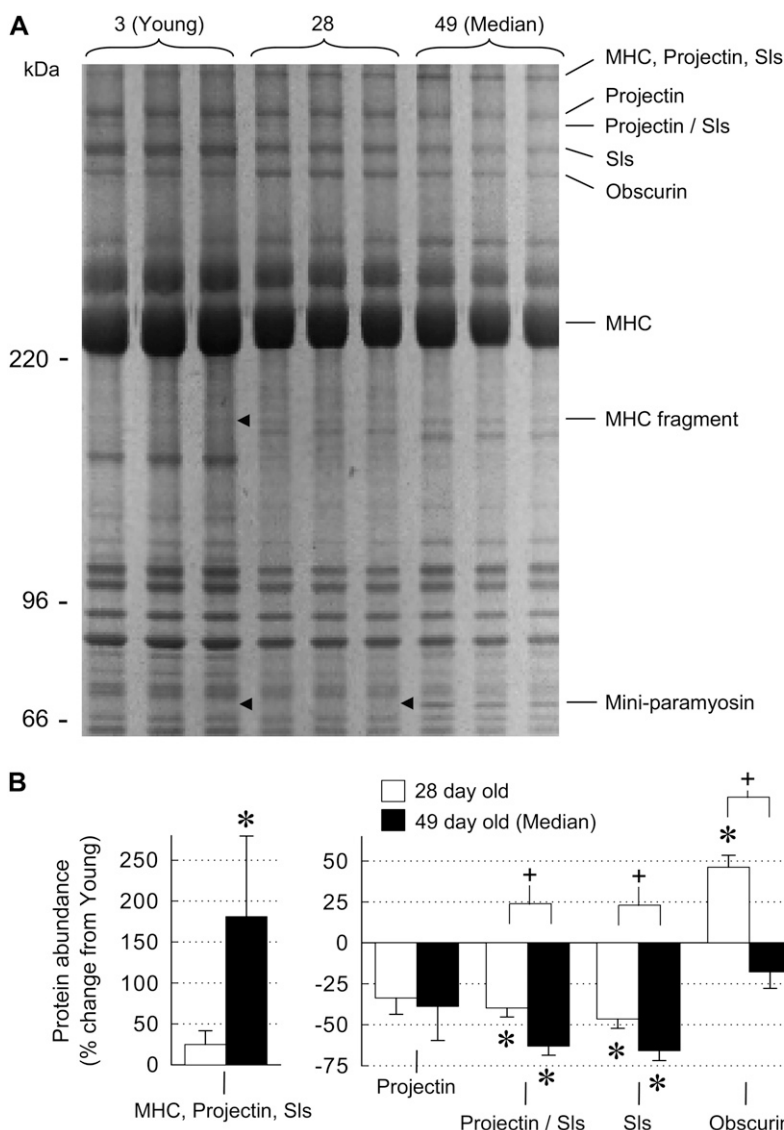 A
3 (Young)
28
49 (Median)
kDa
MHC, Projectin, Sls
Projectin
Projectin / Sls
Sls
Obscurin
MHC
220 -
MHC fragment
96 -
Mini-paramyosin
66 -
B
28 day old
49 day old (Median)
Protein abundance
(% change from Young)
250
200
150
100
50
0
*
MHC, Projectin, Sls
50
25
0
-25
-50
-75
+
+
+
*
*
*
*
*
Projectin
Projectin / Sls
Sls
Obscurin